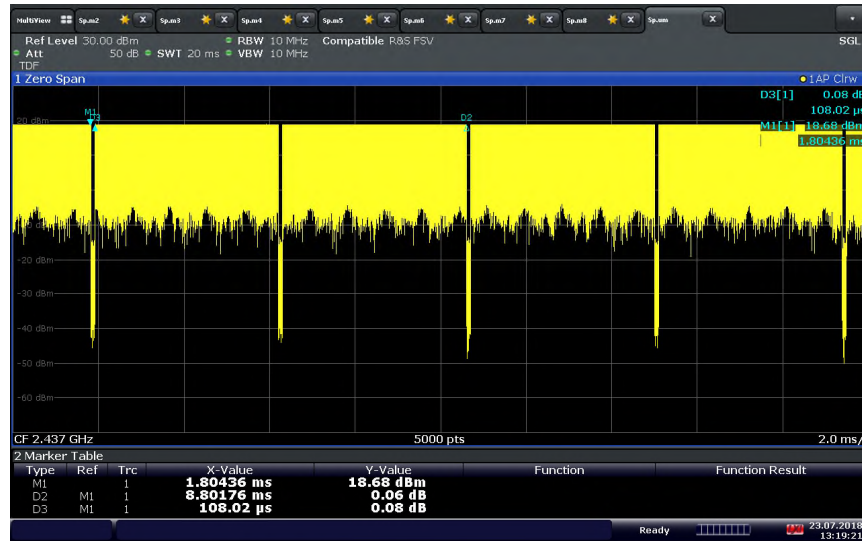 MultiView Sp.m2 X Sp.m3 X Sp.m4 X Sp.m5 X Sp.m6 X Sp.m7 X Sp.m8 X Sp.um X
Ref Level 30.00 dBm RBW 10 MHz Compatible R&S FSV SGL
Att 50 dB SWT 20 ms VBW 10 MHz
TDF
1 Zero Span 1AP Clrw
D3[1] 0.08 dB
108.02 µs
M1[1] 18.68 dBm
1.80436 ms
M1
D3
D2
20 dBm
-20 dBm
-30 dBm
-40 dBm
-50 dBm
-60 dBm
CF 2.437 GHz 5000 pts 2.0 ms/
2 Marker Table
Type Ref Trc X-Value Y-Value Function Function Result
M1 1 1.80436 ms 18.68 dBm
D2 M1 1 8.80176 ms 0.06 dB
D3 M1 1 108.02 µs 0.08 dB
Ready 23.07.2018
13:19:21